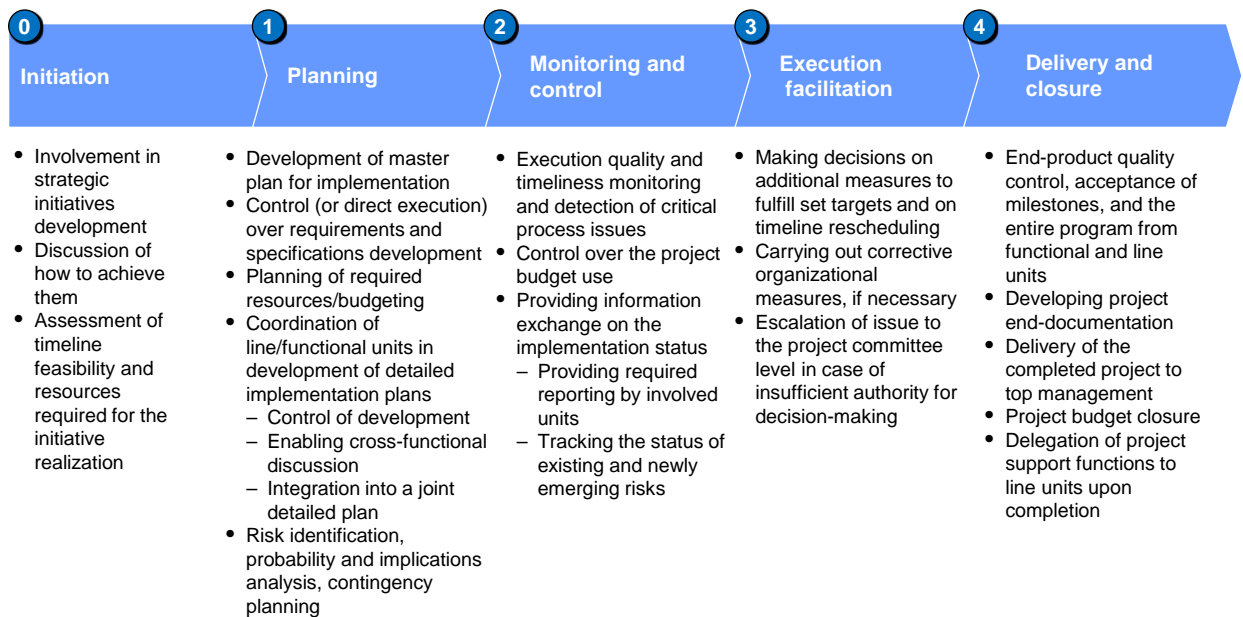 0
Initiation
1
Planning
2
Monitoring and
control
3
Execution
facilitation
4
Delivery and
closure
• Involvement in
strategic
initiatives
development
• Discussion of
how to achieve
them
• Assessment of
timeline
feasibility and
resources
required for the
initiative
realization
• Development of master
plan for implementation
• Control (or direct execution)
over requirements and
specifications development
• Planning of required
resources/budgeting
• Coordination of
line/functional units in
development of detailed
implementation plans
– Control of development
– Enabling cross-functional
discussion
– Integration into a joint
detailed plan
• Risk identification,
probability and implications
analysis, contingency
planning
• Execution quality and
timeliness monitoring
and detection of critical
process issues
• Control over the project
budget use
• Providing information
exchange on the
implementation status
– Providing required
reporting by involved
units
– Tracking the status of
existing and newly
emerging risks
• Making decisions on
additional measures to
fulfill set targets and on
timeline rescheduling
• Carrying out corrective
organizational
measures, if necessary
• Escalation of issue to
the project committee
level in case of
insufficient authority for
decision-making
• End-product quality
control, acceptance of
milestones, and the
entire program from
functional and line
units
• Developing project
end-documentation
• Delivery of the
completed project to
top management
• Project budget closure
• Delegation of project
support functions to
line units upon
completion